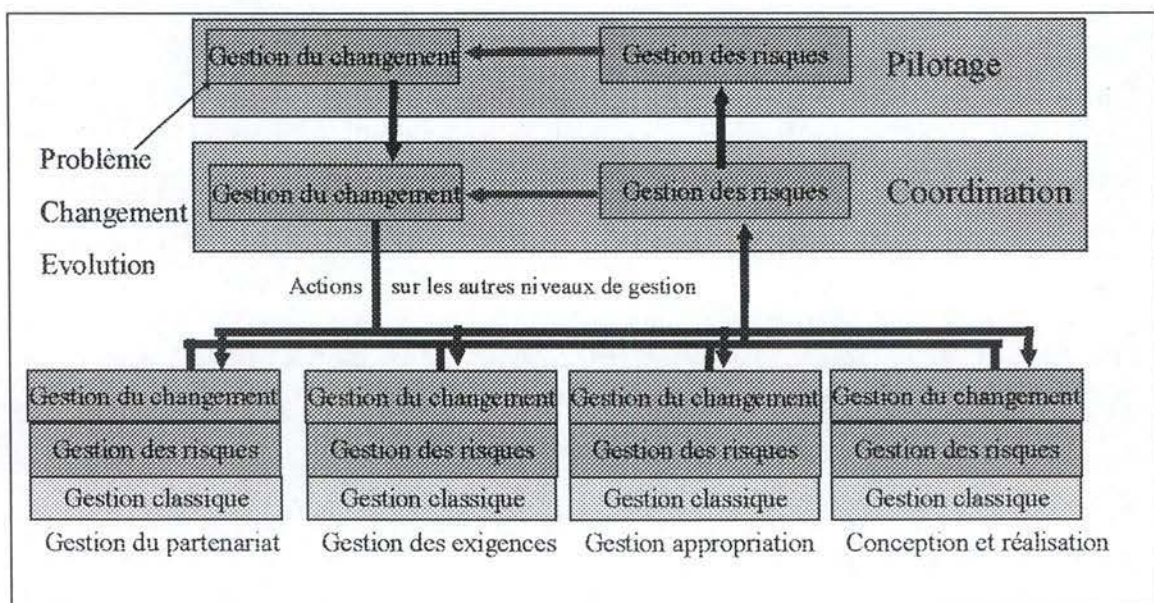 Gestion du changement
Gestion des risques
Pilotage
Problème
Changement
Evolution
Gestion du changement
Gestion des risques
Coordination
Actions sur les autres niveaux de gestion
Gestion du changement
Gestion du changement
Gestion du changement
Gestion du changement
Gestion des risques
Gestion des risques
Gestion des risques
Gestion des risques
Gestion classique
Gestion classique
Gestion classique
Gestion classique
Gestion du partenariat
Gestion des exigences
Gestion appropriation
Conception et réalisation